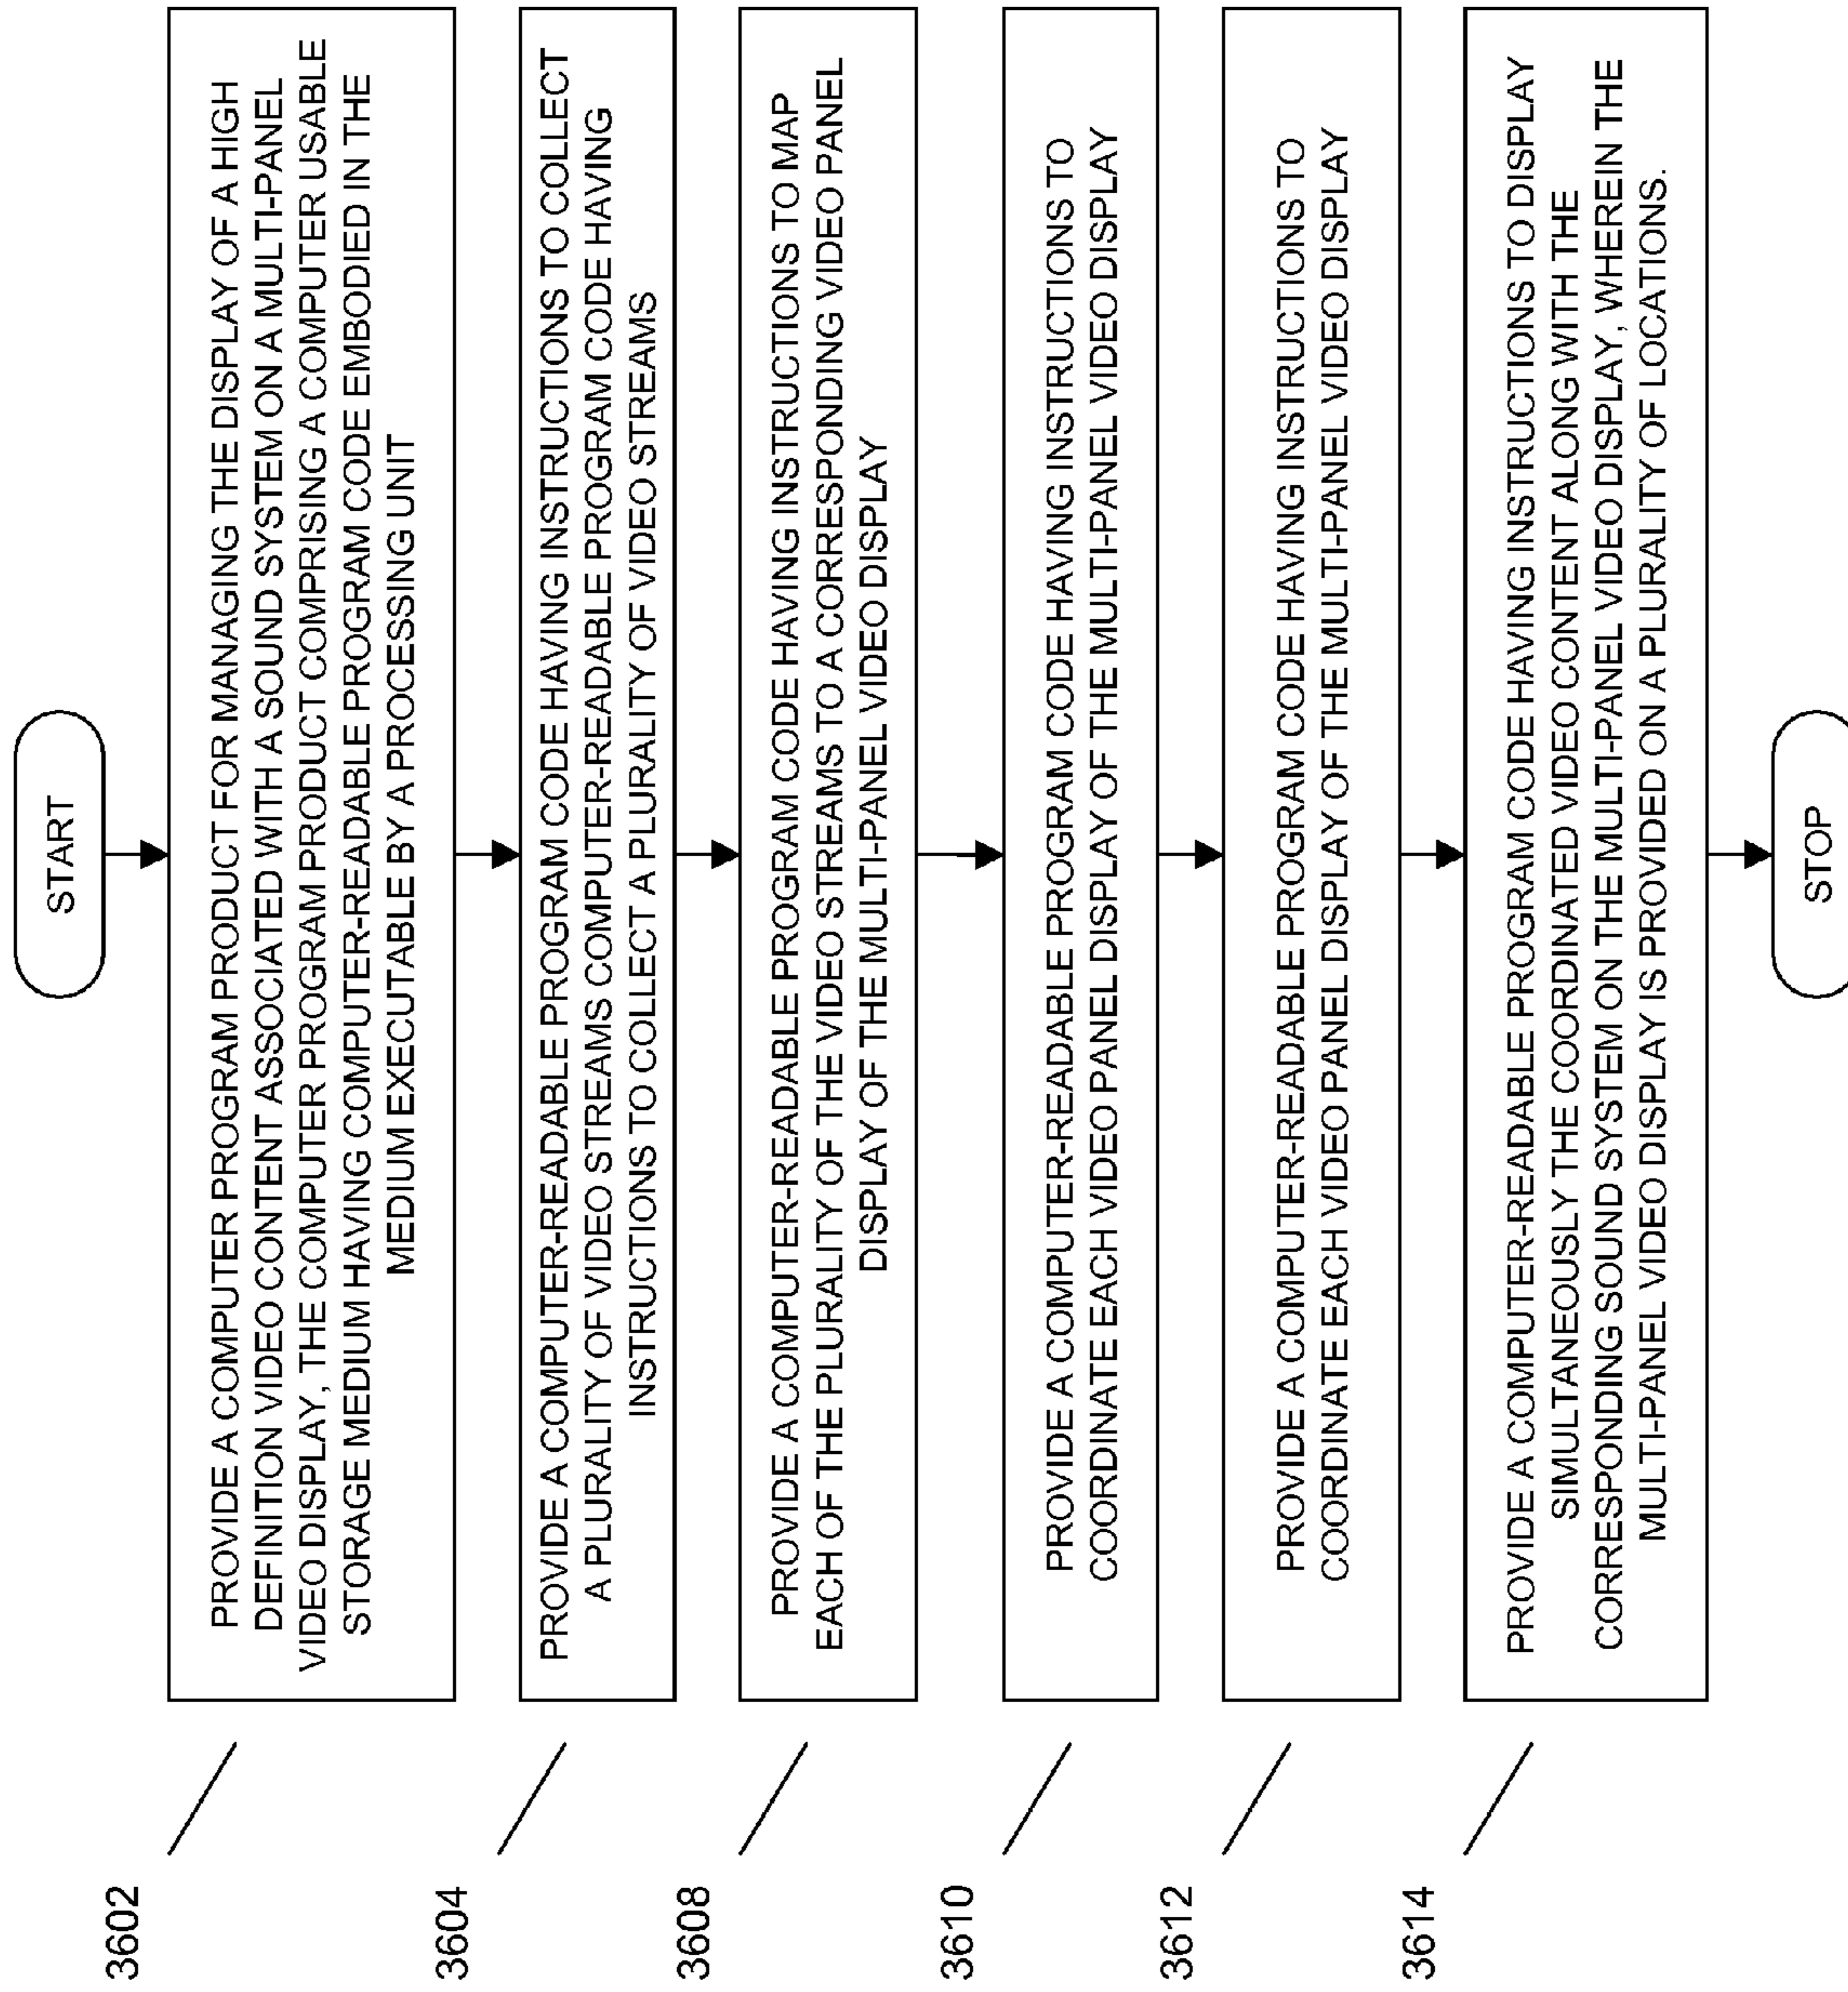 START
3602
PROVIDE A COMPUTER PROGRAM PRODUCT FOR MANAGING THE DISPLAY OF A HIGH
DEFINITION VIDEO CONTENT ASSOCIATED WITH A SOUND SYSTEM ON A MULTI-PANEL
VIDEO DISPLAY, THE COMPUTER PROGRAM PRODUCT COMPRISING A COMPUTER USABLE
STORAGE MEDIUM HAVING COMPUTER-READABLE PROGRAM CODE EMBODIED IN THE
MEDIUM EXECUTABLE BY A PROCESSING UNIT
3604
PROVIDE A COMPUTER-READABLE PROGRAM CODE HAVING INSTRUCTIONS TO COLLECT
A PLURALITY OF VIDEO STREAMS COMPUTER-READABLE PROGRAM CODE HAVING
INSTRUCTIONS TO COLLECT A PLURALITY OF VIDEO STREAMS
3608
PROVIDE A COMPUTER-READABLE PROGRAM CODE HAVING INSTRUCTIONS TO MAP
EACH OF THE PLURALITY OF THE VIDEO STREAMS TO A CORRESPONDING VIDEO PANEL
DISPLAY OF THE MULTI-PANEL VIDEO DISPLAY
3610
PROVIDE A COMPUTER-READABLE PROGRAM CODE HAVING INSTRUCTIONS TO
COORDINATE EACH VIDEO PANEL DISPLAY OF THE MULTI-PANEL VIDEO DISPLAY
3612
PROVIDE A COMPUTER-READABLE PROGRAM CODE HAVING INSTRUCTIONS TO
COORDINATE EACH VIDEO PANEL DISPLAY OF THE MULTI-PANEL VIDEO DISPLAY
3614
PROVIDE A COMPUTER-READABLE PROGRAM CODE HAVING INSTRUCTIONS TO DISPLAY
SIMULTANEOUSLY THE COORDINATED VIDEO CONTENT ALONG WITH THE
CORRESPONDING SOUND SYSTEM ON THE MULTI-PANEL VIDEO DISPLAY, WHEREIN THE
MULTI-PANEL VIDEO DISPLAY IS PROVIDED ON A PLURALITY OF LOCATIONS.
STOP